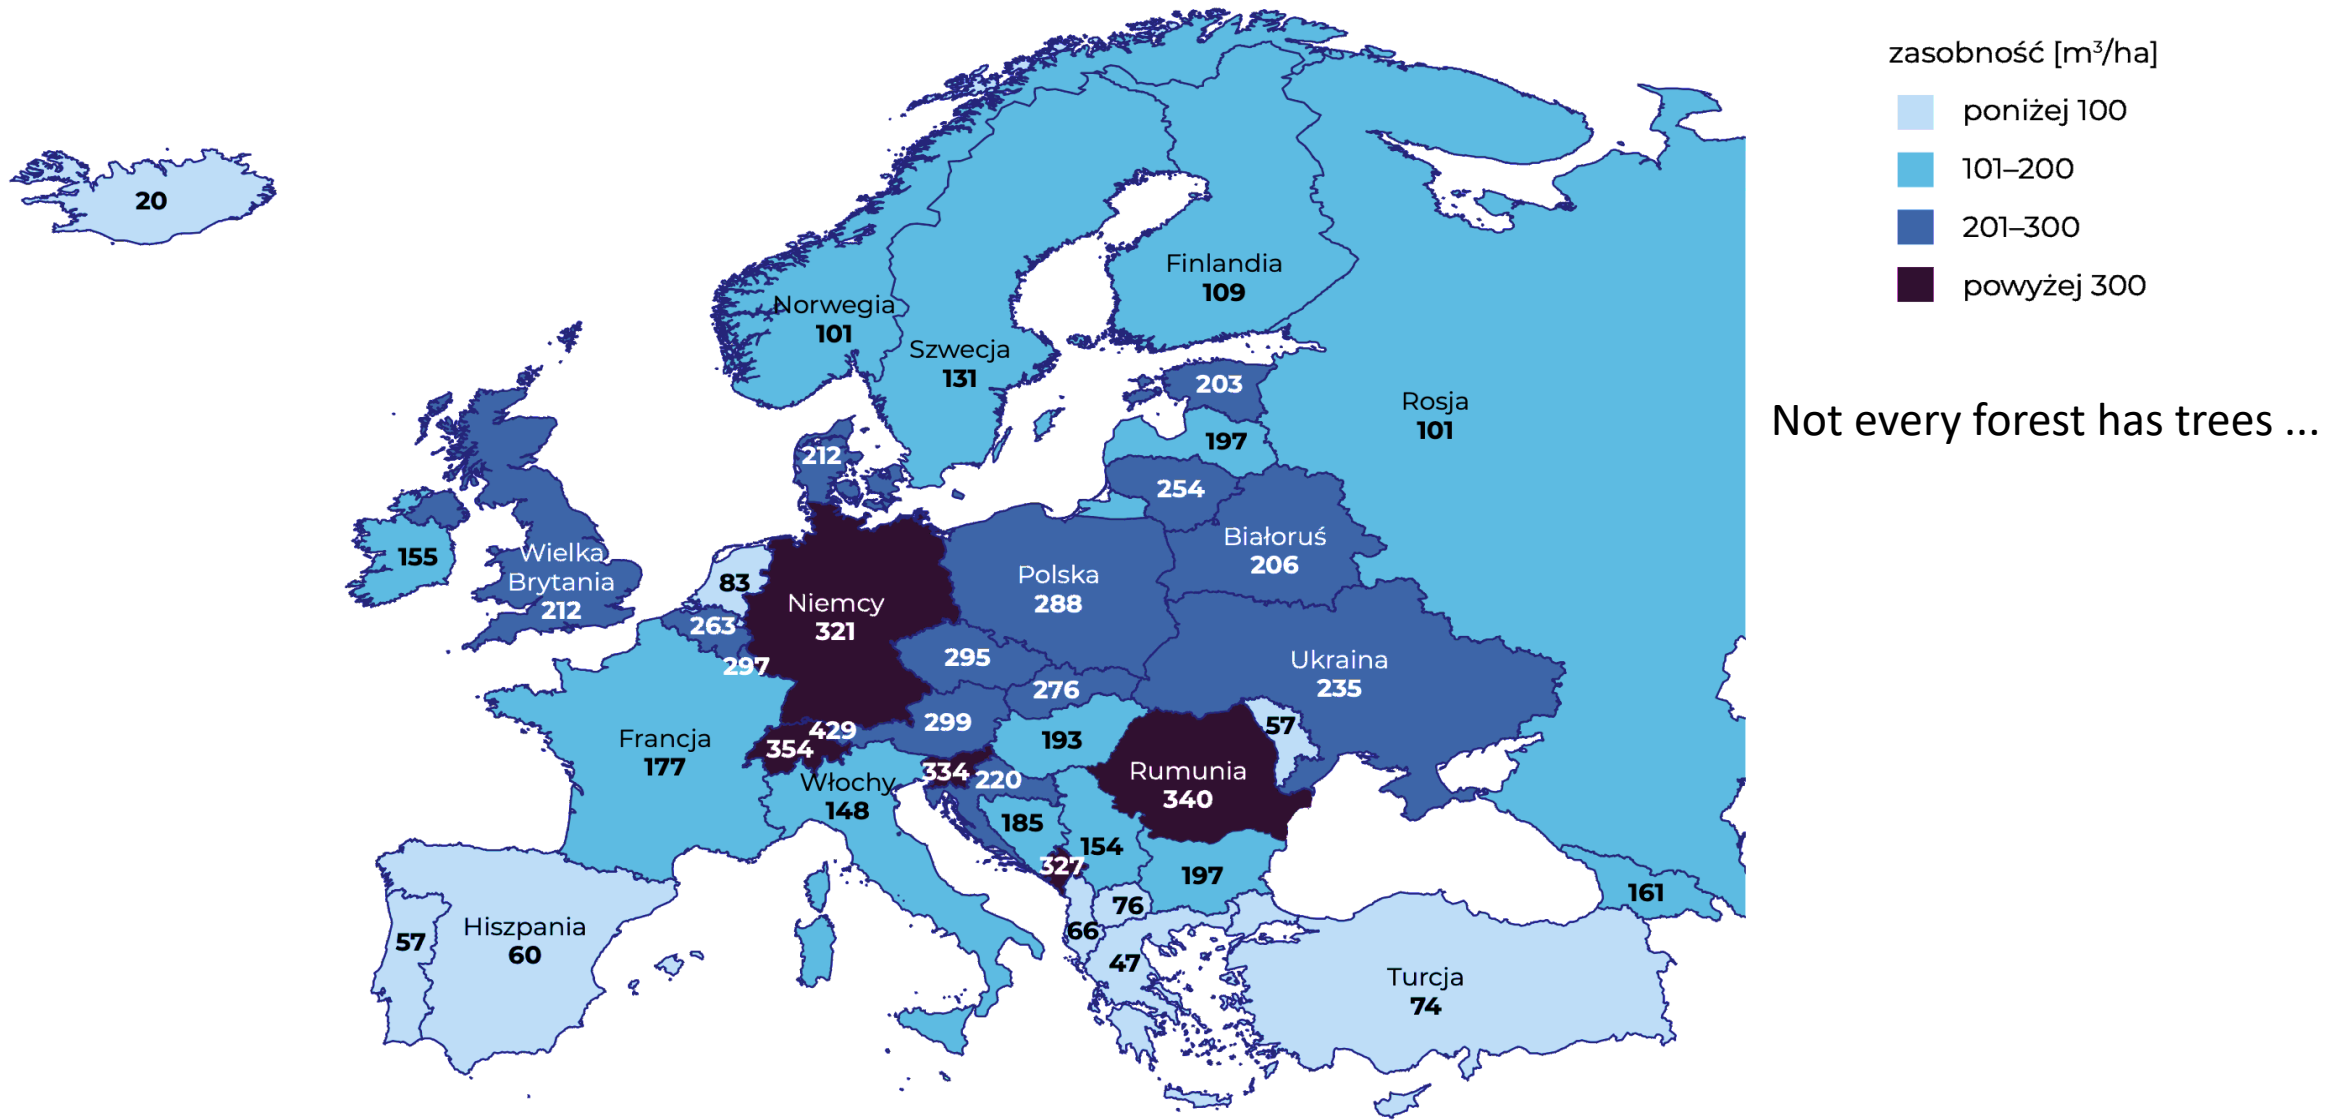 zasobność [m³/ha]
poniżej 100
101–200
201–300
powyżej 300
Not every forest has trees ...
20
Norwegia
101
Szwecja
131
Finlandia
109
Rosja
101
203
197
254
212
155
Wielka
Brytania
212
83
263
297
Niemcy
321
Polska
288
Białoruś
206
Ukraina
235
295
276
299
429
354
193
Francja
177
Włochy
148
334
220
185
154
327
Rumunia
340
57
197
76
66
47
161
57
Hiszpania
60
Turcja
74